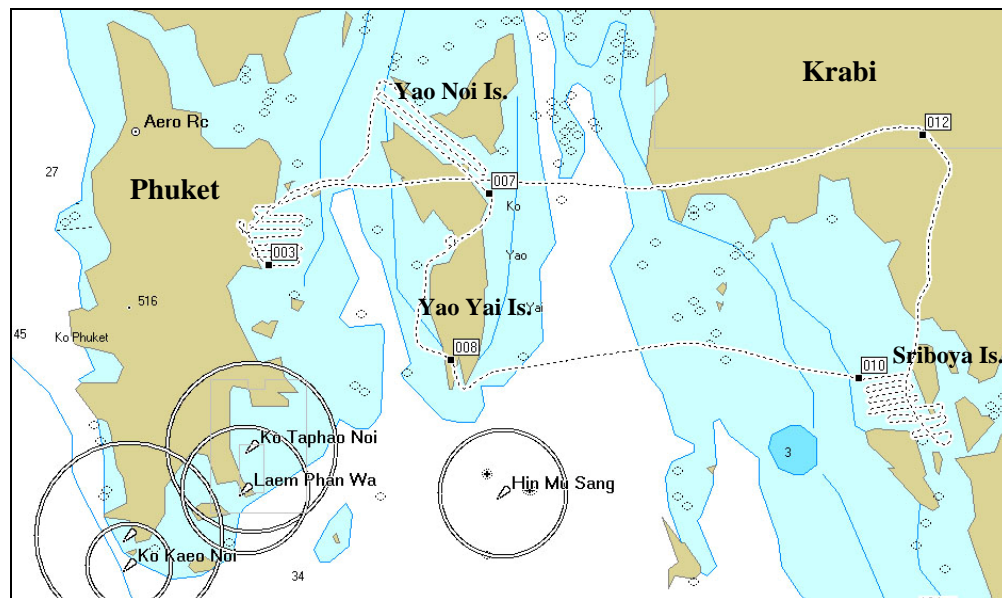 Krabi
Yao Noi Is.
Aero Rc
012
27
Phuket
007
Ko
003
Yao
516
Yao Yai Is.
Yai
45
Ko Phuket
008
010
Sriboya Is.
Ko Taphao Noi
3
Laem Phan Wa
Hin Mu Sang
Ko Kaeo Noi
34